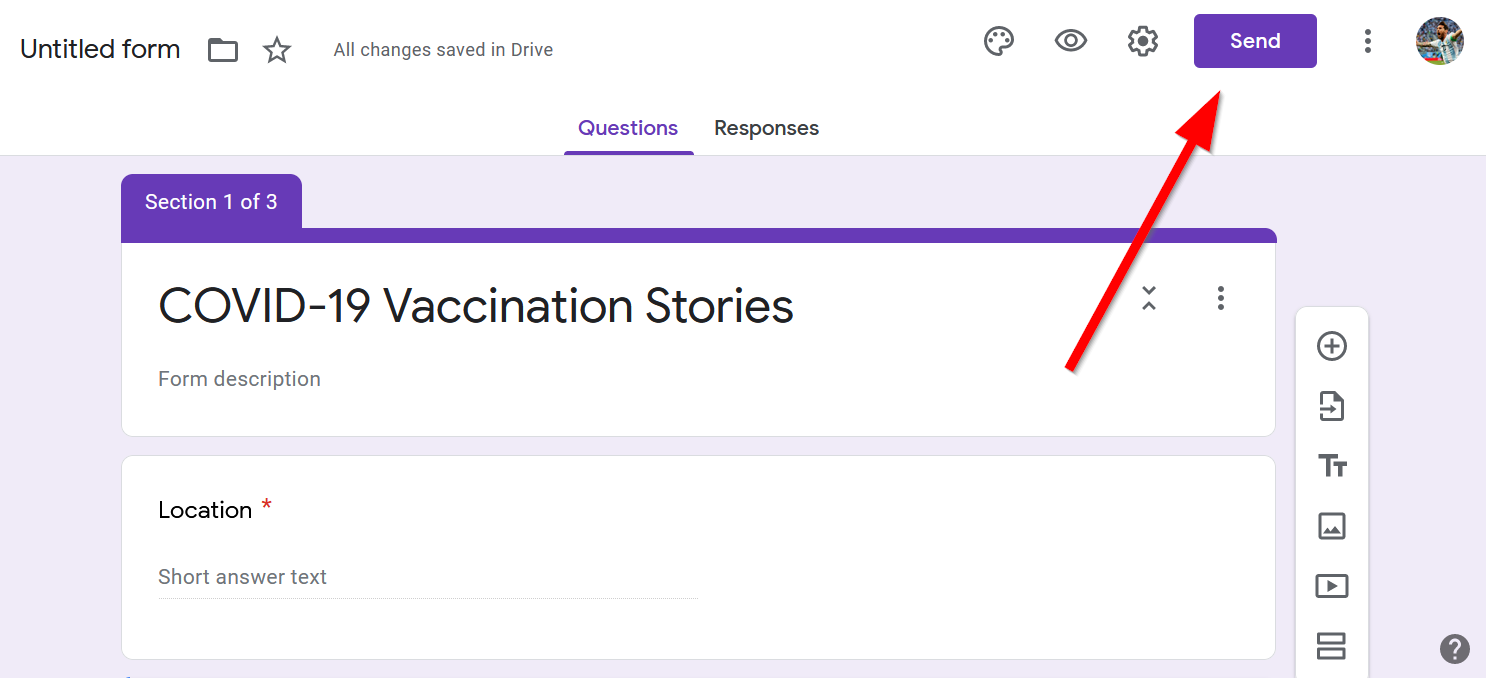 Untitled form
All changes saved in Drive
Send
Questions
Responses
Section 1 of 3
COVID-19 Vaccination Stories
Form description
Location *
Short answer text